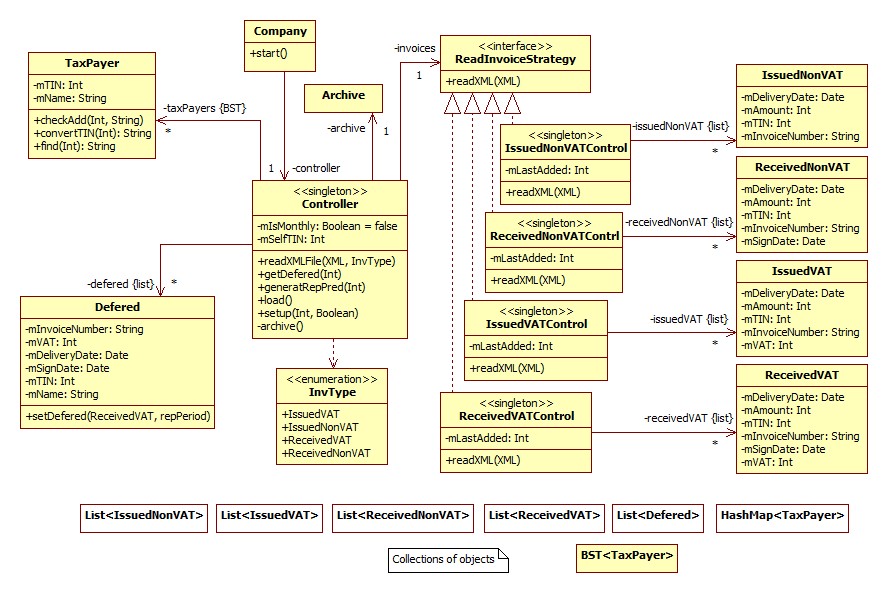 Company
+start()
TaxPayer
-mTIN: Int
-mName: String
+checkAdd(Int, String)
+convertTIN(Int): String
+find(Int): String
-taxPayers {BST}
*
Archive
-archive
1
-invoices
1
<<interface>>
ReadInvoiceStrategy
+readXML(XML)
1
-controller
<<singleton>>
Controller
-mIsMonthly: Boolean = false
-mSelfTIN: Int
+readXMLFile(XML, InvType)
+getDefered(Int)
+generatRepPred(Int)
+load()
+setup(Int, Boolean)
-archive()
-defered {list}
*
Defered
-mInvoiceNumber: String
-mVAT: Int
-mDeliveryDate: Date
-mSignDate: Date
-mTIN: Int
-mName: String
+setDefered(ReceivedVAT, repPeriod)
<<enumeration>>
InvType
+IssuedVAT
+IssuedNonVAT
+ReceivedVAT
+ReceivedNonVAT
<<singleton>>
IssuedNonVATControl
-mLastAdded: Int
+readXML(XML)
-issuedNonVAT {list}
*
IssuedNonVAT
-mDeliveryDate: Date
-mAmount: Int
-mTIN: Int
-mInvoiceNumber: String
<<singleton>>
ReceivedNonVATContrl
-mLastAdded: Int
+readXML(XML)
-receivedNonVAT {list}
*
ReceivedNonVAT
-mDeliveryDate: Date
-mAmount: Int
-mTIN: Int
-mInvoiceNumber: String
-mSignDate: Date
<<singleton>>
IssuedVATControl
-mLastAdded: Int
+readXML(XML)
-issuedVAT {list}
*
IssuedVAT
-mDeliveryDate: Date
-mAmount: Int
-mTIN: Int
-mInvoiceNumber: String
-mVAT: Int
<<singleton>>
ReceivedVATControl
-mLastAdded: Int
+readXML(XML)
-receivedVAT {list}
*
ReceivedVAT
-mDeliveryDate: Date
-mAmount: Int
-mTIN: Int
-mInvoiceNumber: String
-mSignDate: Date
-mVAT: Int
List<IssuedNonVAT>
List<IssuedVAT>
List<ReceivedNonVAT>
List<ReceivedVAT>
List<Defered>
HashMap<TaxPayer>
Collections of objects
BST<TaxPayer>